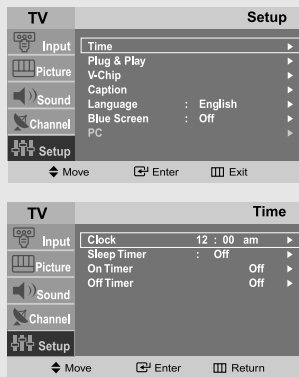 TV Setup
Input Time
Plug & Play
Picture V-Chip
Caption
Sound Language : English
Blue Screen : Off
Channel PC
Setup
Move Enter Exit
TV Time
Input Clock 12 : 00 am
Sleep Timer : Off
Picture On Timer Off
Off Timer Off
Sound
Channel
Setup
Move Enter Return